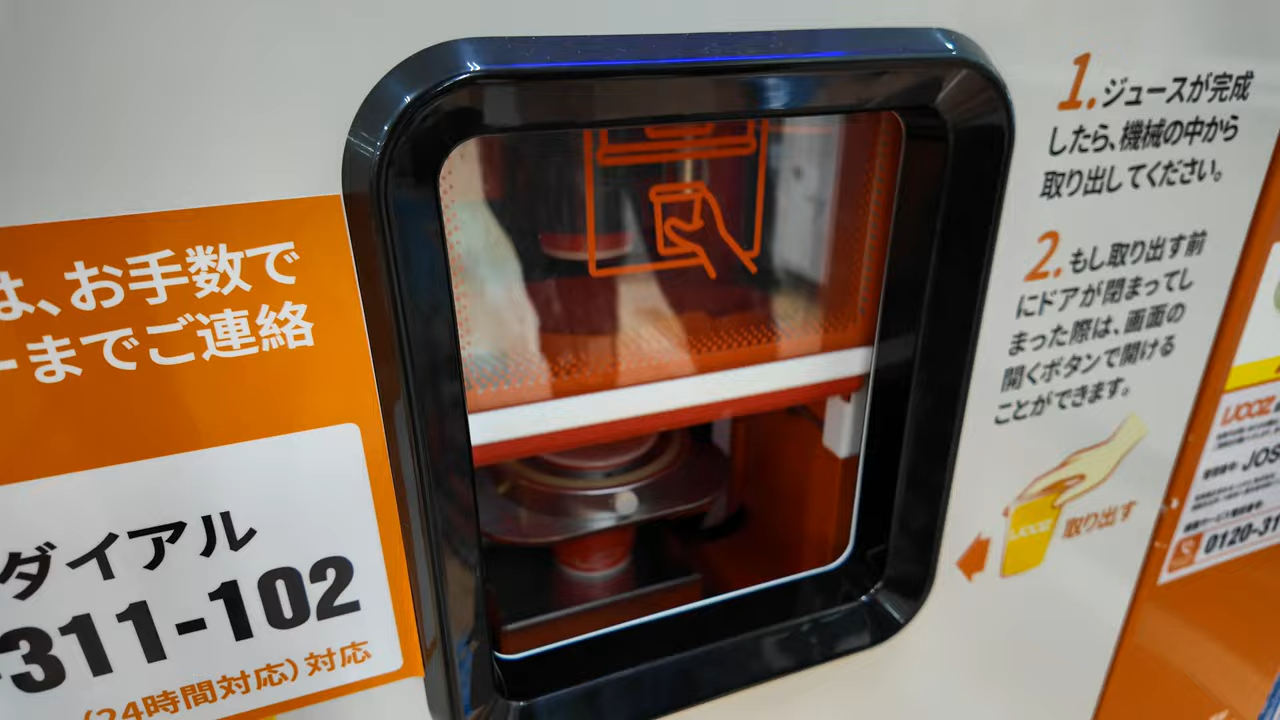 は、お手数で
ーまでご連絡
ダイアル
-311-102
(24時間対応)対応
1.ジュースが完成
したら、機械の中から
取り出してください。
2.もし取り出す前
にドアが閉まってし
まった際は、画面の
開くボタンで開ける
ことができます。
UOOZ
取り出す
UOOZ
JOS
0120-31